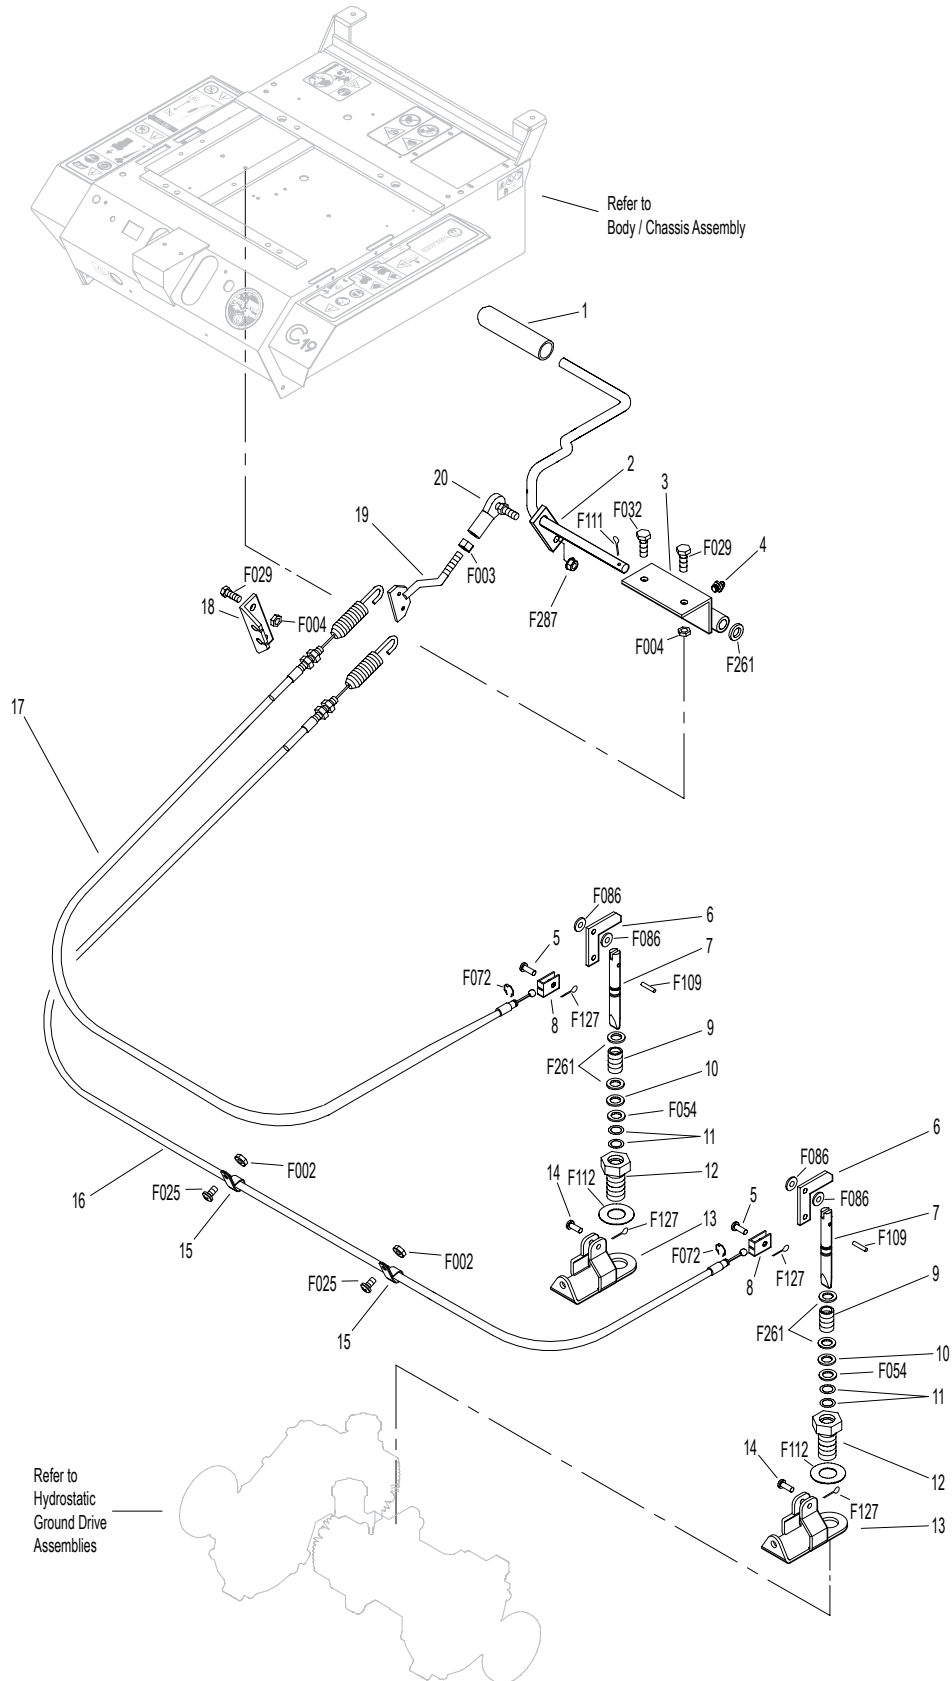 C19
Refer to
Body / Chassis Assembly
1
2
3
20
F032
19
F111
F029
4
F003
F029
18
F004
F287
F004
F261
17
F086
6
F086
5
7
F072
F109
8
F127
9
F261
10
F054
11
6
F086
16
F002
12
F025
14
F112
5
F086
7
15
F127
13
F072
F109
F002
8
F127
9
F025
F261
15
10
F054
11
F112
12
14
Refer to
Hydrostatic
Ground Drive
Assemblies
F127
13